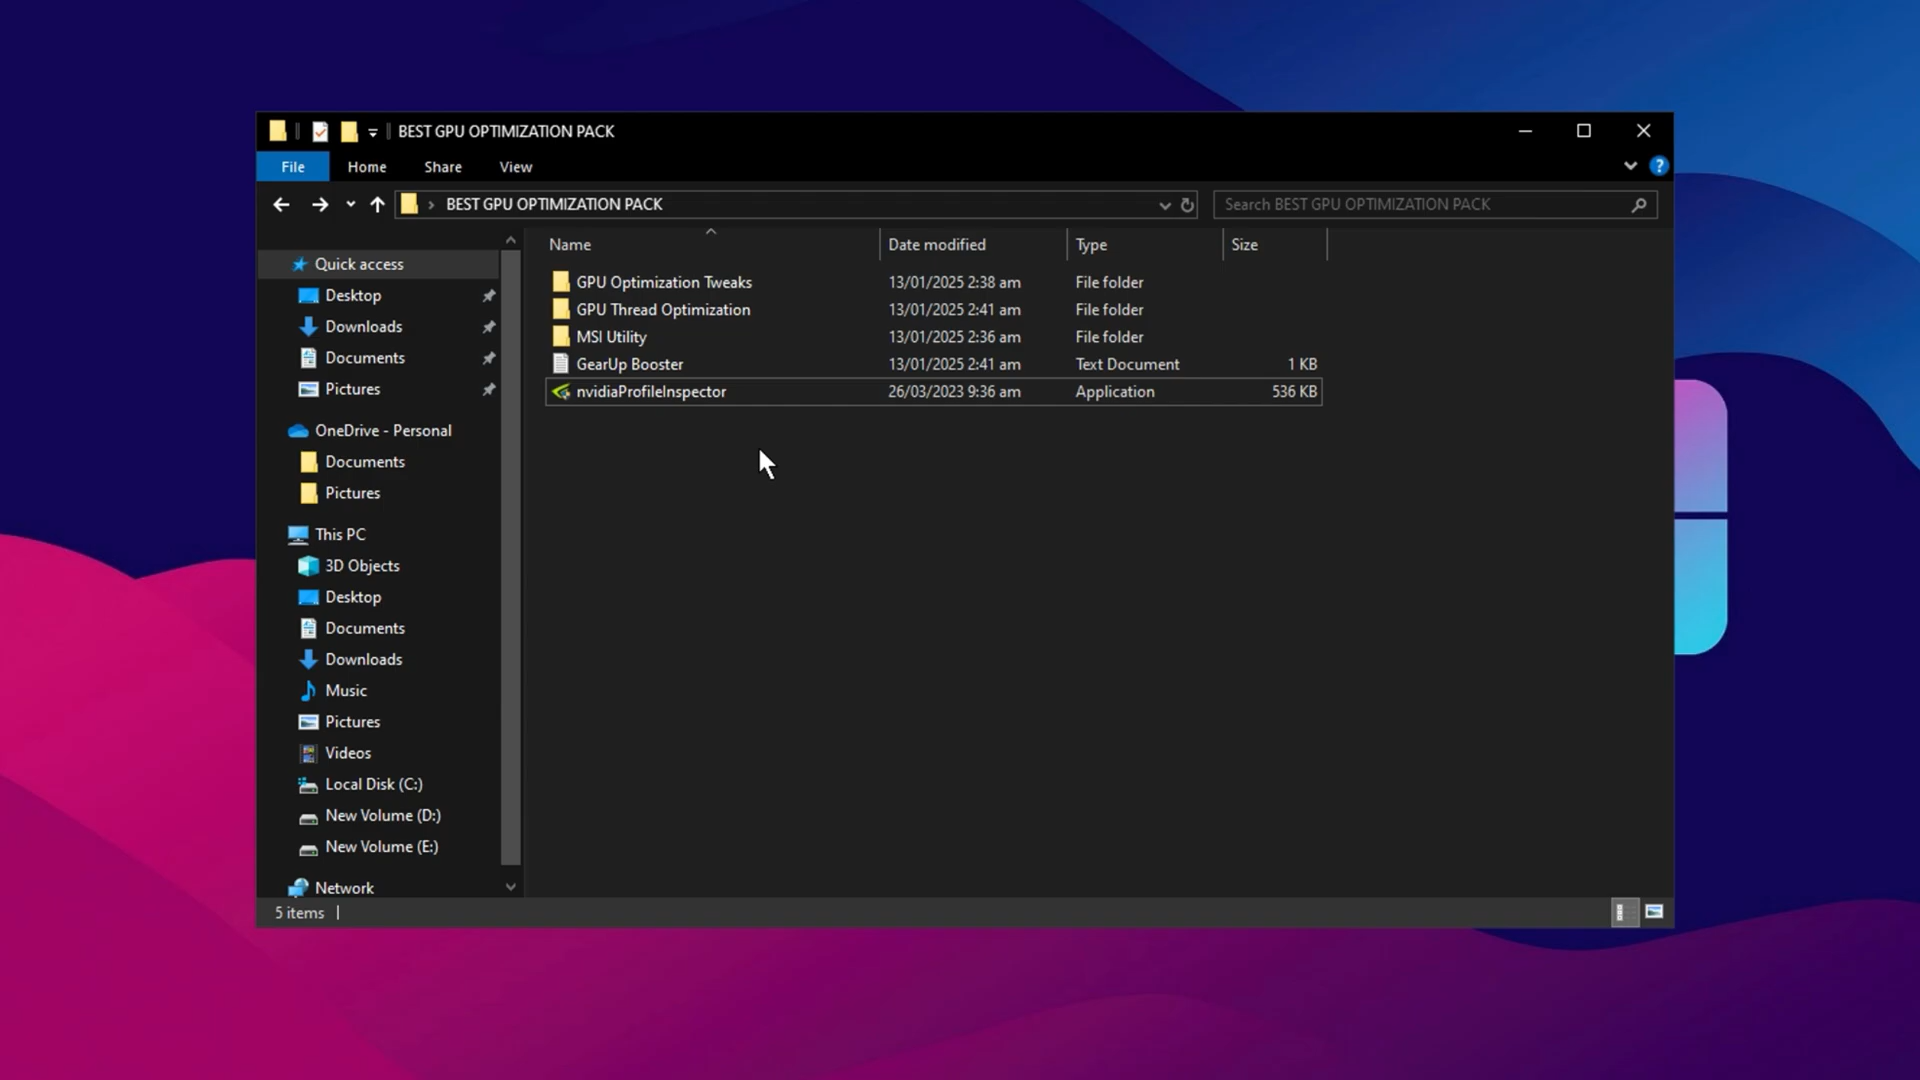 BEST GPU OPTIMIZATION PACK
File Home Share View
BEST GPU OPTIMIZATION PACK Search BEST GPU OPTIMIZATION PACK
Name Date modified Type Size
Quick access
Desktop
Downloads
Documents
Pictures
OneDrive - Personal
Documents
Pictures
This PC
3D Objects
Desktop
Documents
Downloads
Music
Pictures
Videos
Local Disk (C:)
New Volume (D:)
New Volume (E:)
Network
GPU Optimization Tweaks 13/01/2025 2:38 am File folder
GPU Thread Optimization 13/01/2025 2:41 am File folder
MSI Utility 13/01/2025 2:36 am File folder
GearUp Booster 13/01/2025 2:41 am Text Document 1 KB
nvidiaProfileInspector 26/03/2023 9:36 am Application 536 KB
5 items